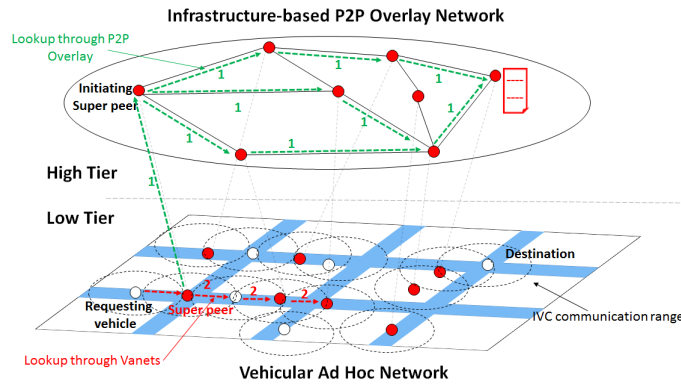 Infrastructure-based P2P Overlay Network
Lookup through P2P
Overlay
Initiating
Super peer
1
1
1
1
1
1
1
1
High Tier
Low Tier
Destination
2
2
2
Requesting
vehicle
Super peer
IVC communication range
Lookup through Vanets
Vehicular Ad Hoc Network